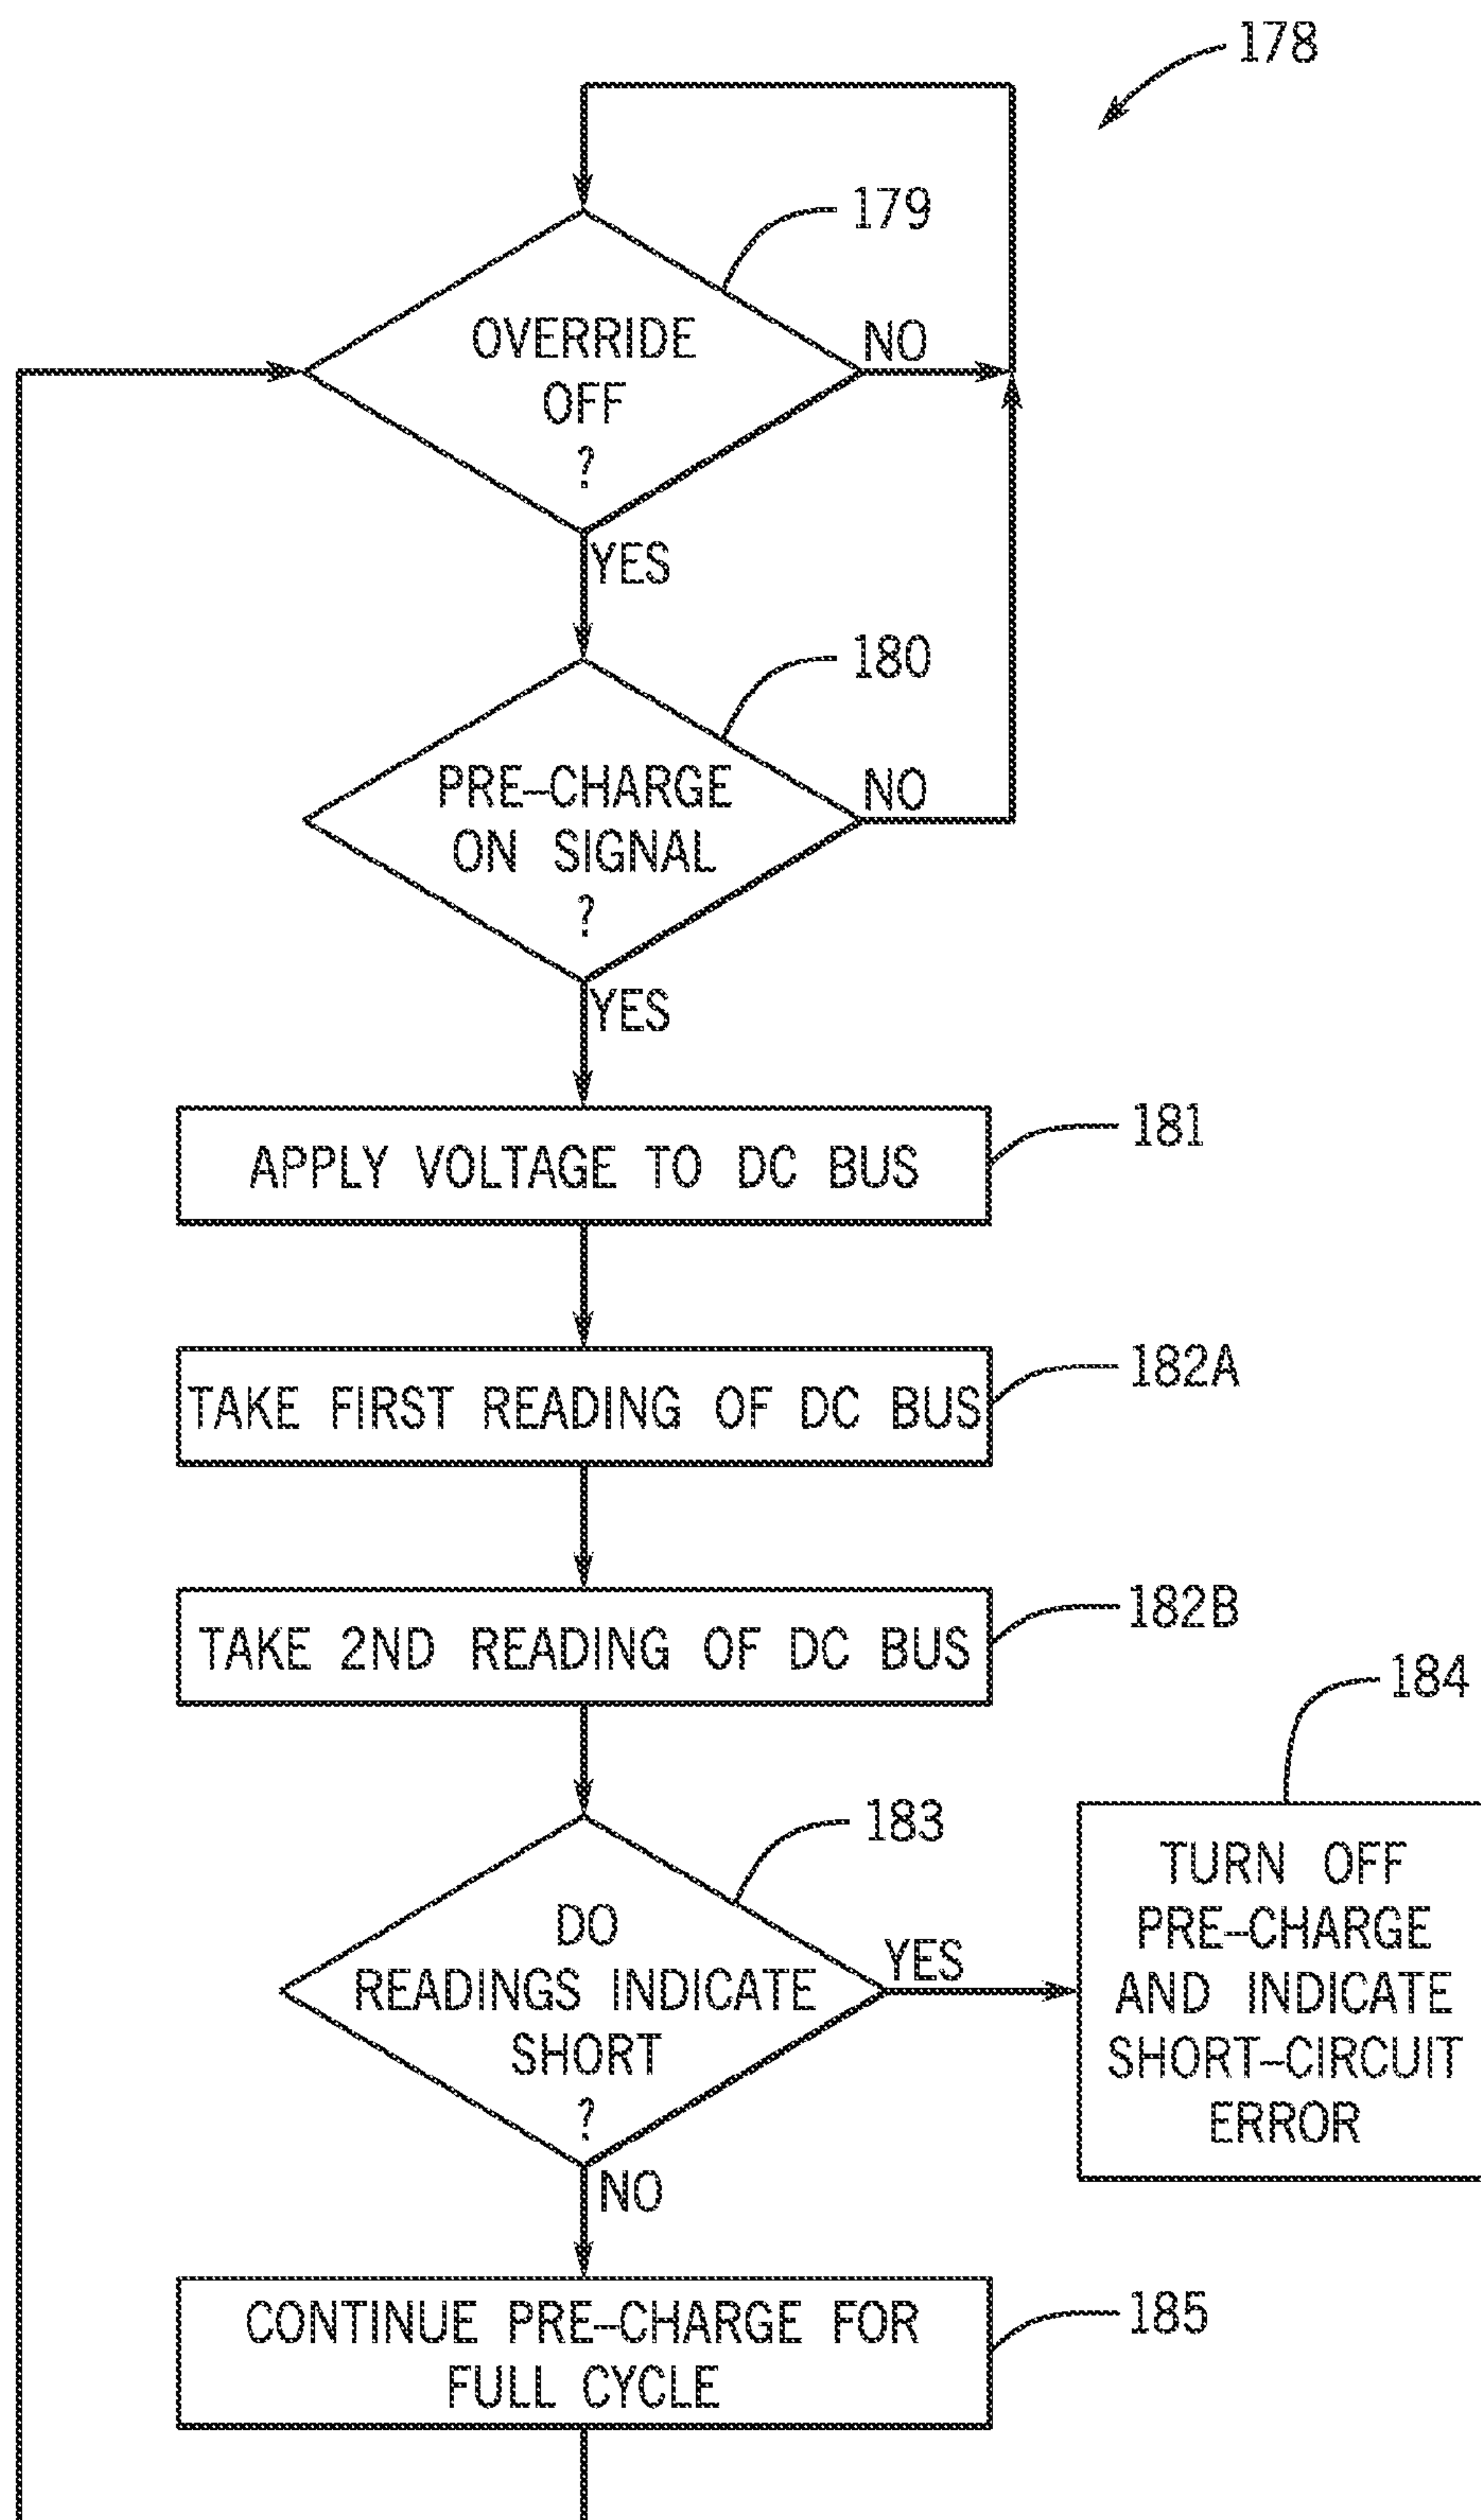 178
179
OVERRIDE
OFF
?
NO
YES
180
PRE-CHARGE
ON SIGNAL
?
NO
YES
181
APPLY VOLTAGE TO DC BUS
182A
TAKE FIRST READING OF DC BUS
182B
TAKE 2ND READING OF DC BUS
184
183
DO
READINGS INDICATE
SHORT
?
YES
TURN OFF
PRE-CHARGE
AND INDICATE
SHORT-CIRCUIT
ERROR
NO
185
CONTINUE PRE-CHARGE FOR
FULL CYCLE